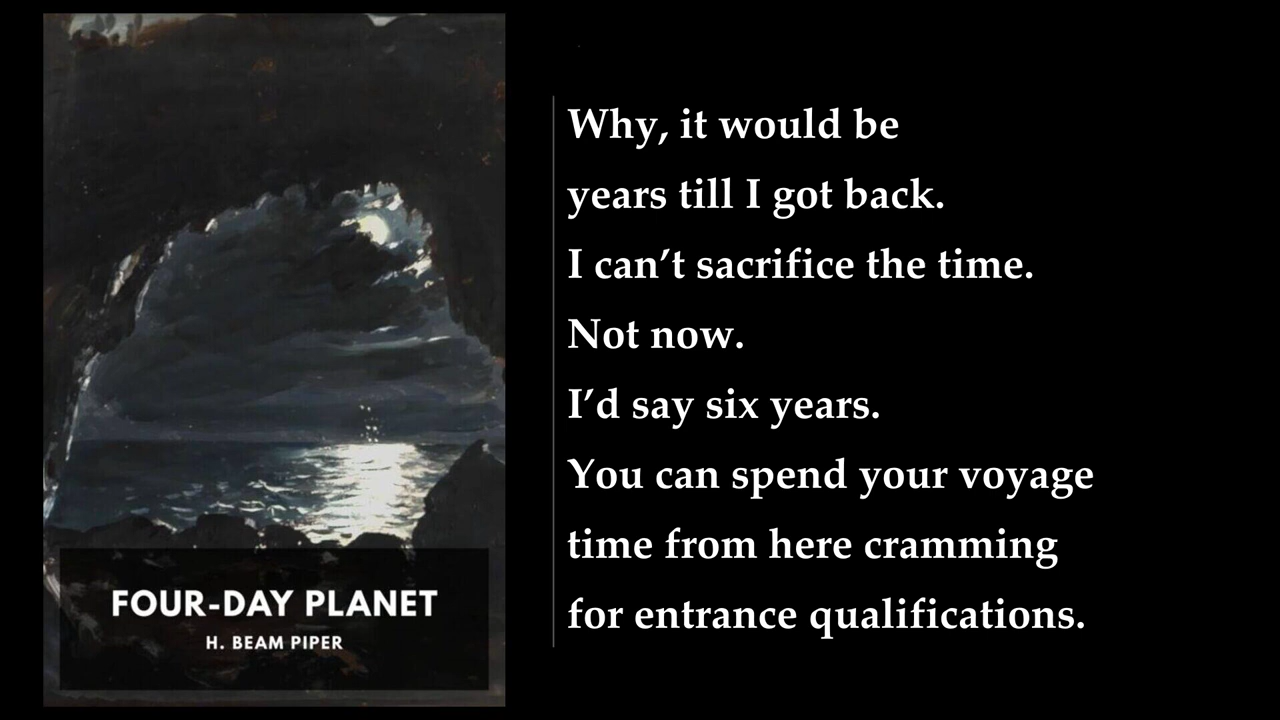 FOUR-DAY PLANET
H. BEAM PIPER
Why, it would be
years till I got back.
I can’t sacrifice the time.
Not now.
I’d say six years.
You can spend your voyage
time from here cramming
for entrance qualifications.